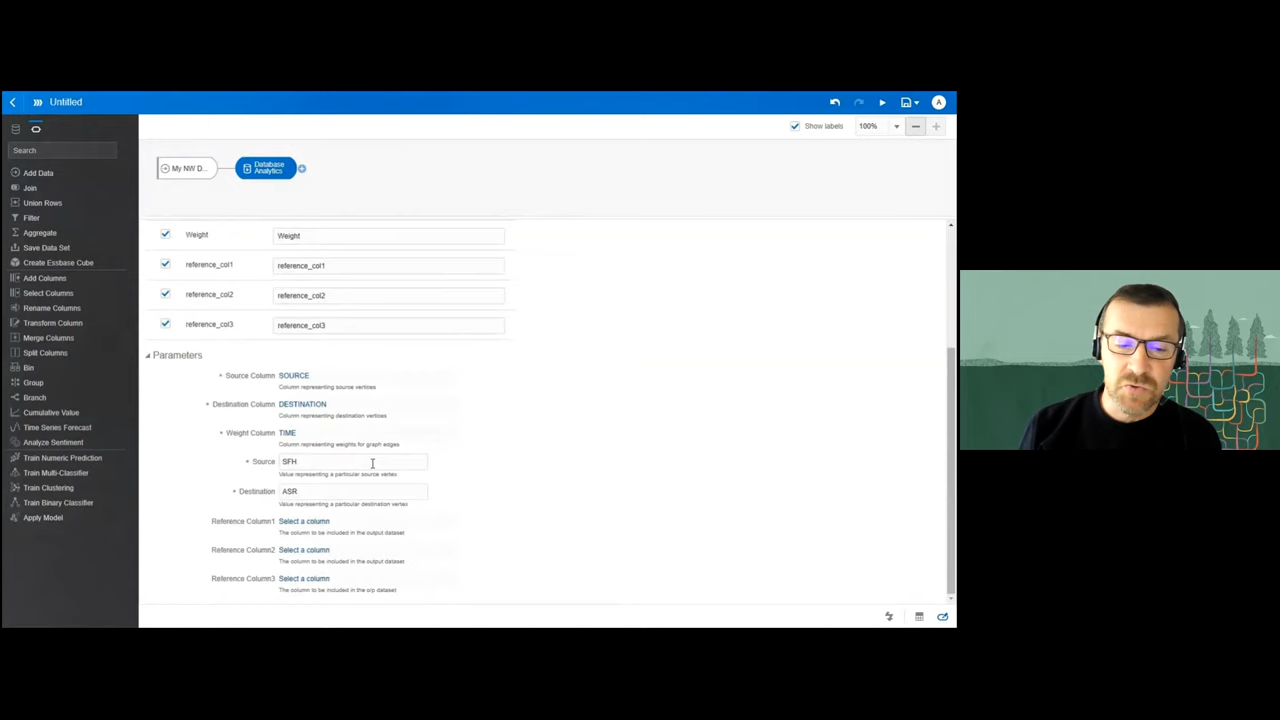 Untitled
A
Show labels
100%
Search
My NW D...
Database
Analytics
Add Data
Join
Union Rows
Filter
Aggregate
Save Data Set
Create Essbase Cube
Add Columns
Select Columns
Rename Columns
Transform Column
Merge Columns
Split Columns
Bin
Group
Branch
Cumulative Value
Time Series Forecast
Analyze Sentiment
Train Numeric Prediction
Train Multi-Classifier
Train Clustering
Train Binary Classifier
Apply Model
Weight Weight
reference_col1 reference_col1
reference_col2 reference_col2
reference_col3 reference_col3
Parameters
* Source Column SOURCE
Column representing source vertices
* Destination Column DESTINATION
Column representing destination vertices
* Weight Column TIME
Column representing weights for graph edges
* Source SFH
Value representing a particular source vertex
* Destination ASR
Value representing a particular destination vertex
Reference Column1 Select a column
The column to be included in the output dataset
Reference Column2 Select a column
The column to be included in the output dataset
Reference Column3 Select a column
The column to be included in the o/p dataset